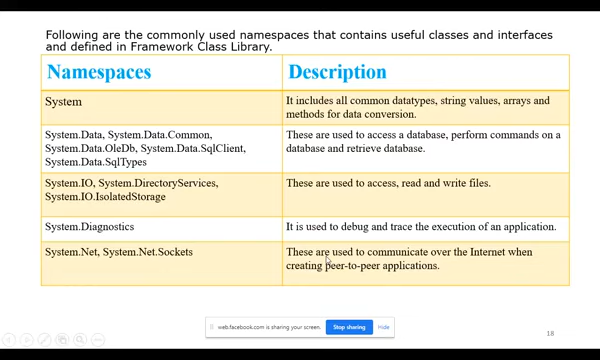 Following are the commonly used namespaces that contains useful classes and interfaces
and defined in Framework Class Library.
Namespaces
Description
System
It includes all common datatypes, string values, arrays and
methods for data conversion.
System.Data, System.Data.Common,
System.Data.OleDb, System.Data.SqlClient,
System.Data.SqlTypes
These are used to access a database, perform commands on a
database and retrieve database.
System.IO, System.DirectoryServices,
System.IO.IsolatedStorage
These are used to access, read and write files.
System.Diagnostics
It is used to debug and trace the execution of an application.
System.Net, System.Net.Sockets
These are used to communicate over the Internet when
creating peer-to-peer applications.
web.facebook.com is sharing your screen.
Stop sharing
Hide
18